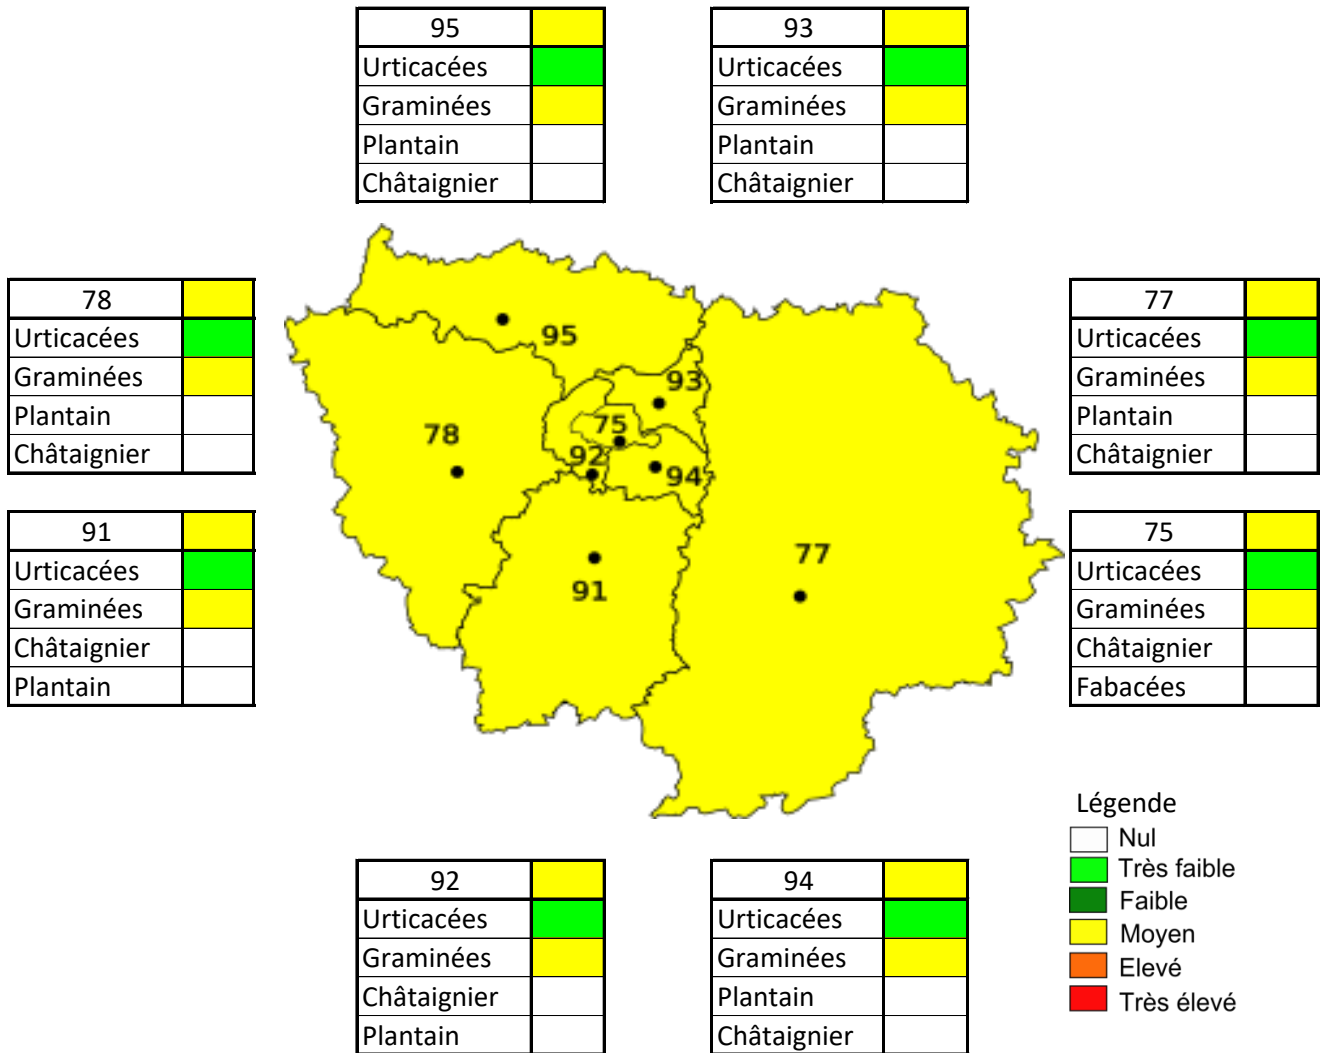 95
Urticacées
Graminées
Plantain
Châtaignier
93
Urticacées
Graminées
Plantain
Châtaignier
78
Urticacées
Graminées
Plantain
Châtaignier
77
Urticacées
Graminées
Plantain
Châtaignier
91
Urticacées
Graminées
Châtaignier
Plantain
75
Urticacées
Graminées
Châtaignier
Fabacées
95
93
78
75
92
94
77
91
92
Urticacées
Graminées
Châtaignier
Plantain
94
Urticacées
Graminées
Plantain
Châtaignier
Légende
Nul
Très faible
Faible
Moyen
Elevé
Très élevé